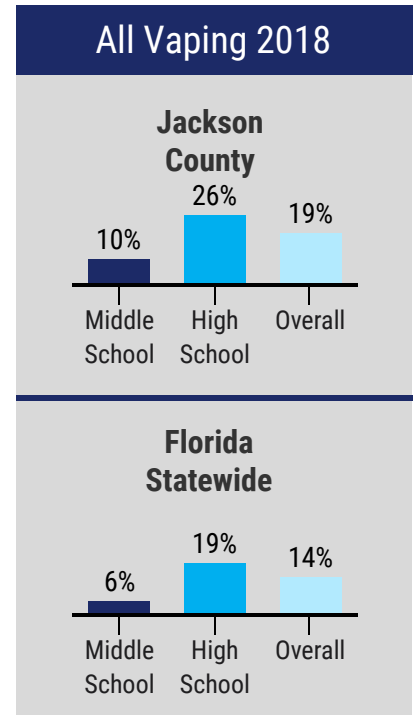 All Vaping 2018
Jackson
County
10%
26%
19%
Middle
School
High
School
Overall
Florida
Statewide
6%
19%
14%
Middle
School
High
School
Overall